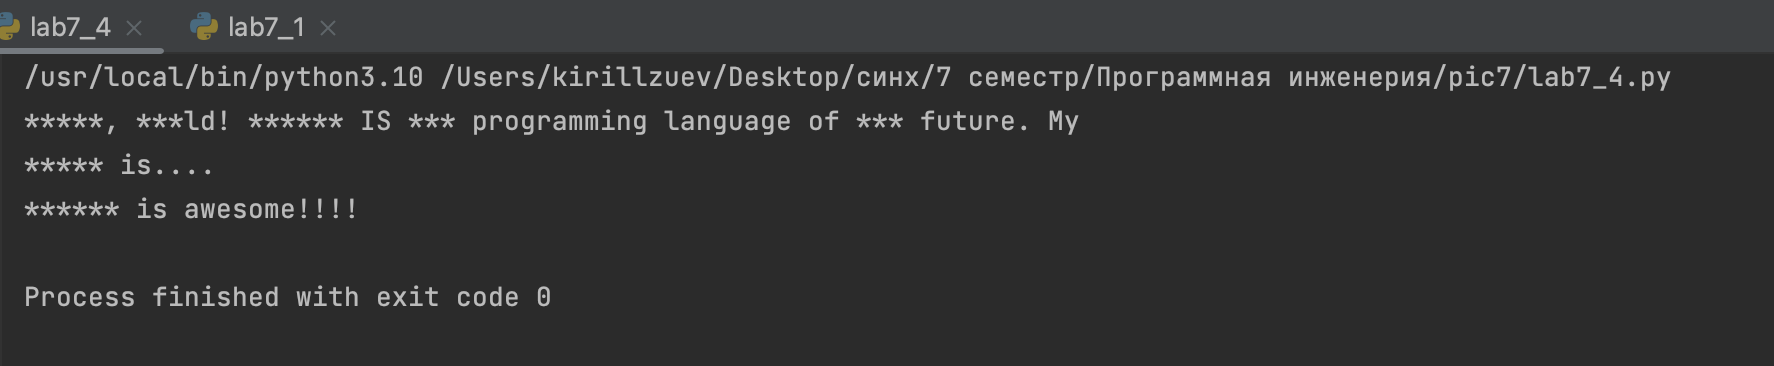 lab7_4 lab7_1
/usr/local/bin/python3.10 /Users/kirillzuev/Desktop/синх/7 семестр/Программная инженерия/pic7/lab7_4.py
*****, ***ld! ****** IS *** programming language of *** future. My
***** is....
****** is awesome!!!!
Process finished with exit code 0